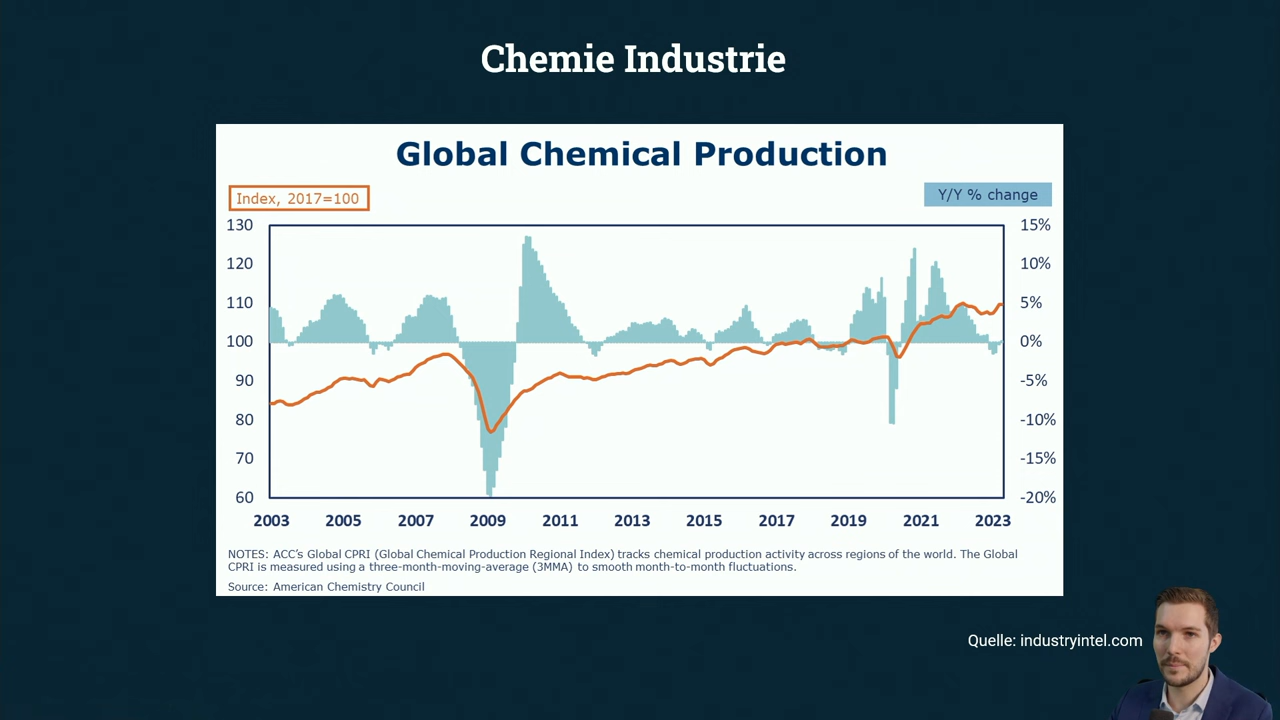 Chemie Industrie
Global Chemical Production
Index, 2017=100
Y/Y % change
130
120
110
100
90
80
70
60
15%
10%
5%
0%
-5%
-10%
-15%
-20%
2003 2005 2007 2009 2011 2013 2015 2017 2019 2021 2023
NOTES: ACC's Global CPRI (Global Chemical Production Regional Index) tracks chemical production activity across regions of the world. The Global
CPRI is measured using a three-month-moving-average (3MMA) to smooth month-to-month fluctuations.
Source: American Chemistry Council
Quelle: industryintel.com